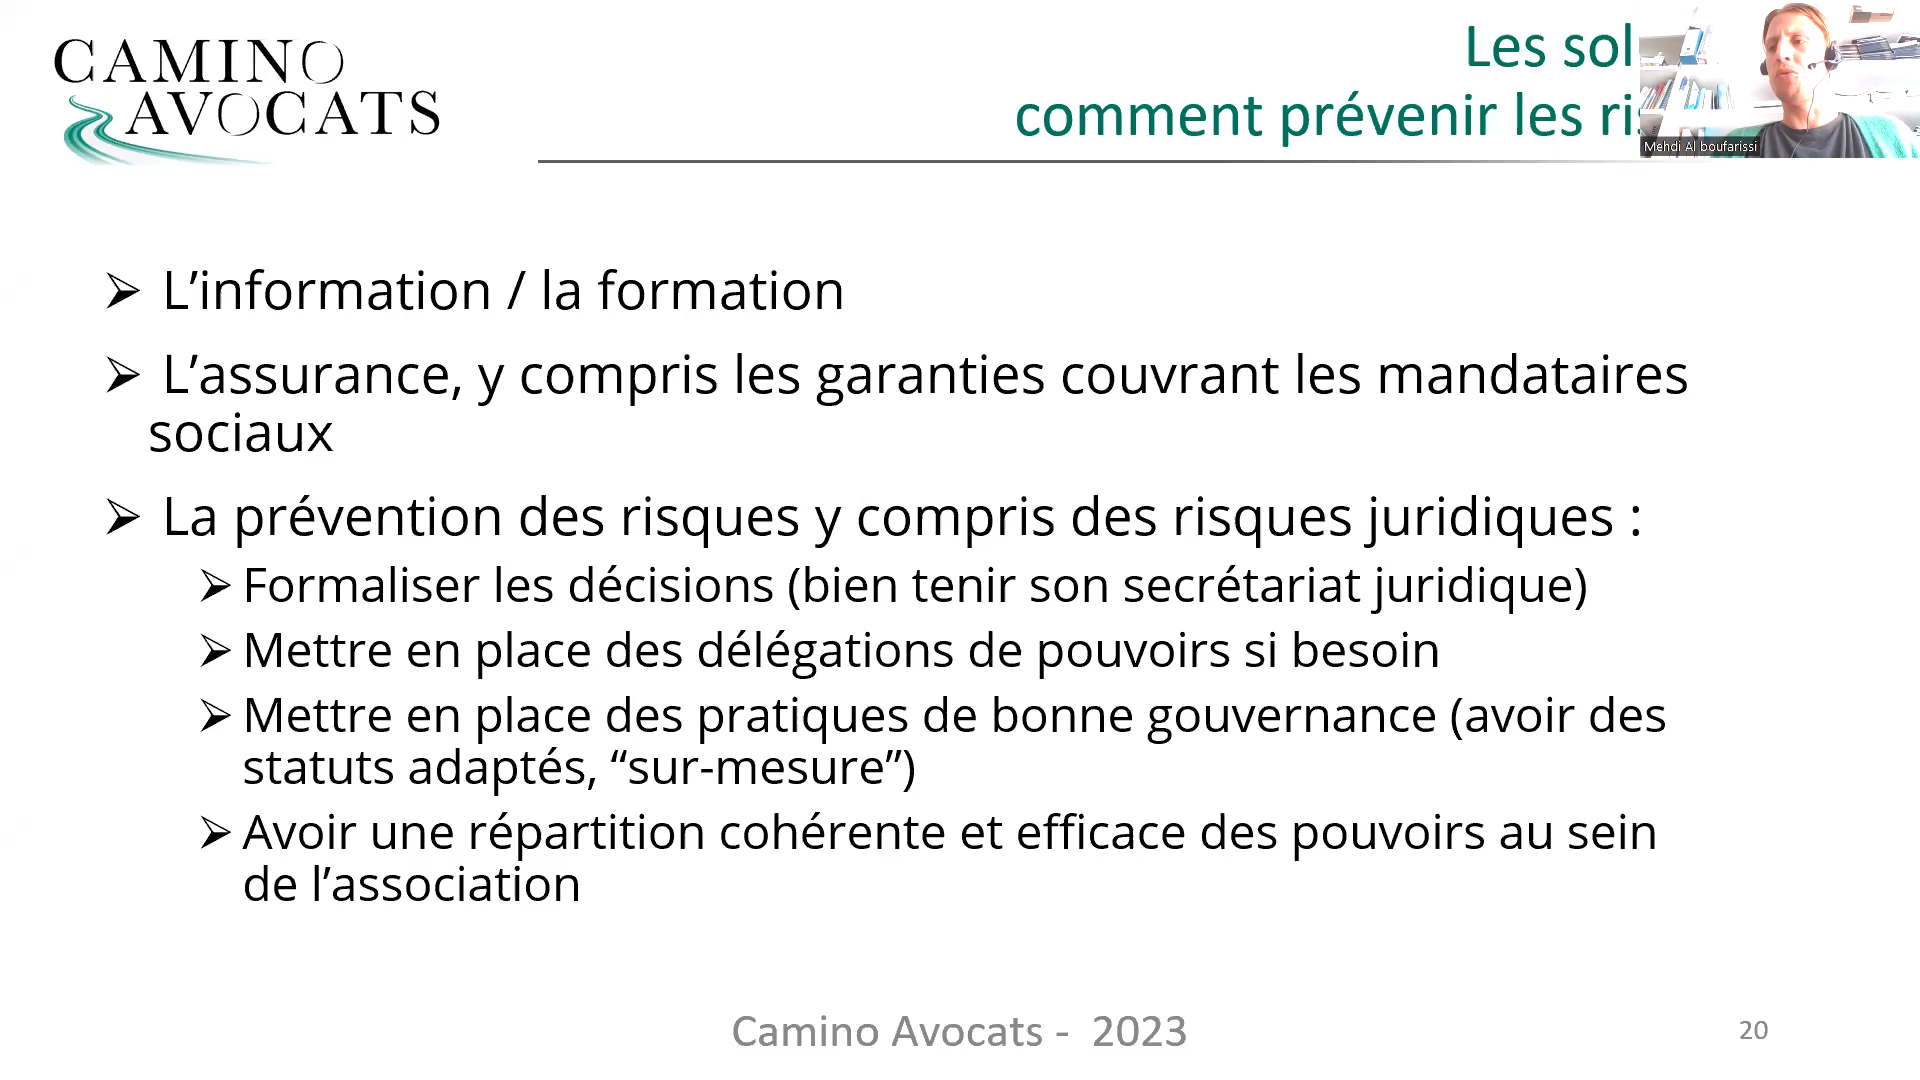 CAMINO
AVOCATS
Les sol
comment prévenir les ri
Mehdi Al boufarissi
➢ L’information / la formation
➢ L’assurance, y compris les garanties couvrant les mandataires
sociaux
➢ La prévention des risques y compris des risques juridiques :
➢ Formaliser les décisions (bien tenir son secrétariat juridique)
➢ Mettre en place des délégations de pouvoirs si besoin
➢ Mettre en place des pratiques de bonne gouvernance (avoir des
statuts adaptés, “sur-mesure”)
➢ Avoir une répartition cohérente et efficace des pouvoirs au sein
de l’association
Camino Avocats - 2023
20